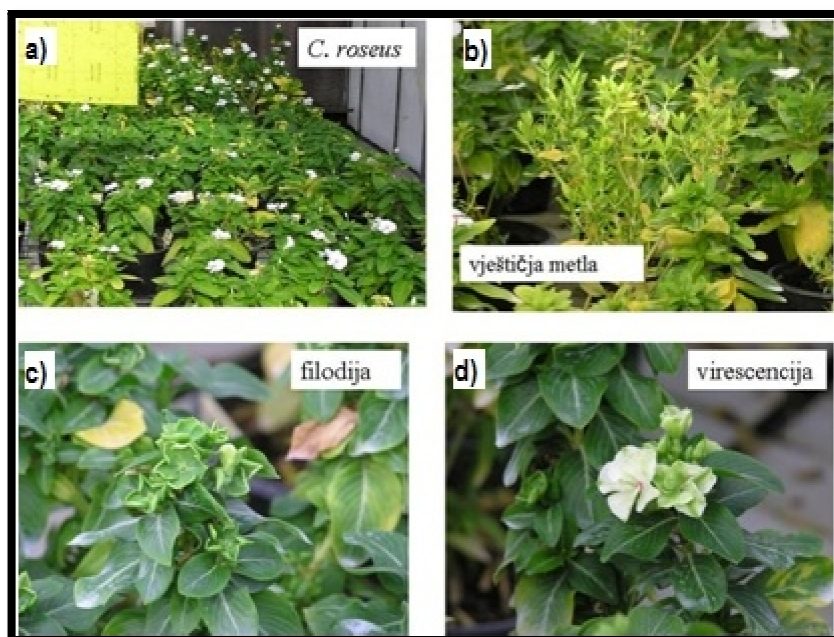 a)
C. roseus
b)
vještičja metla
c)
filodija
d)
virescencija